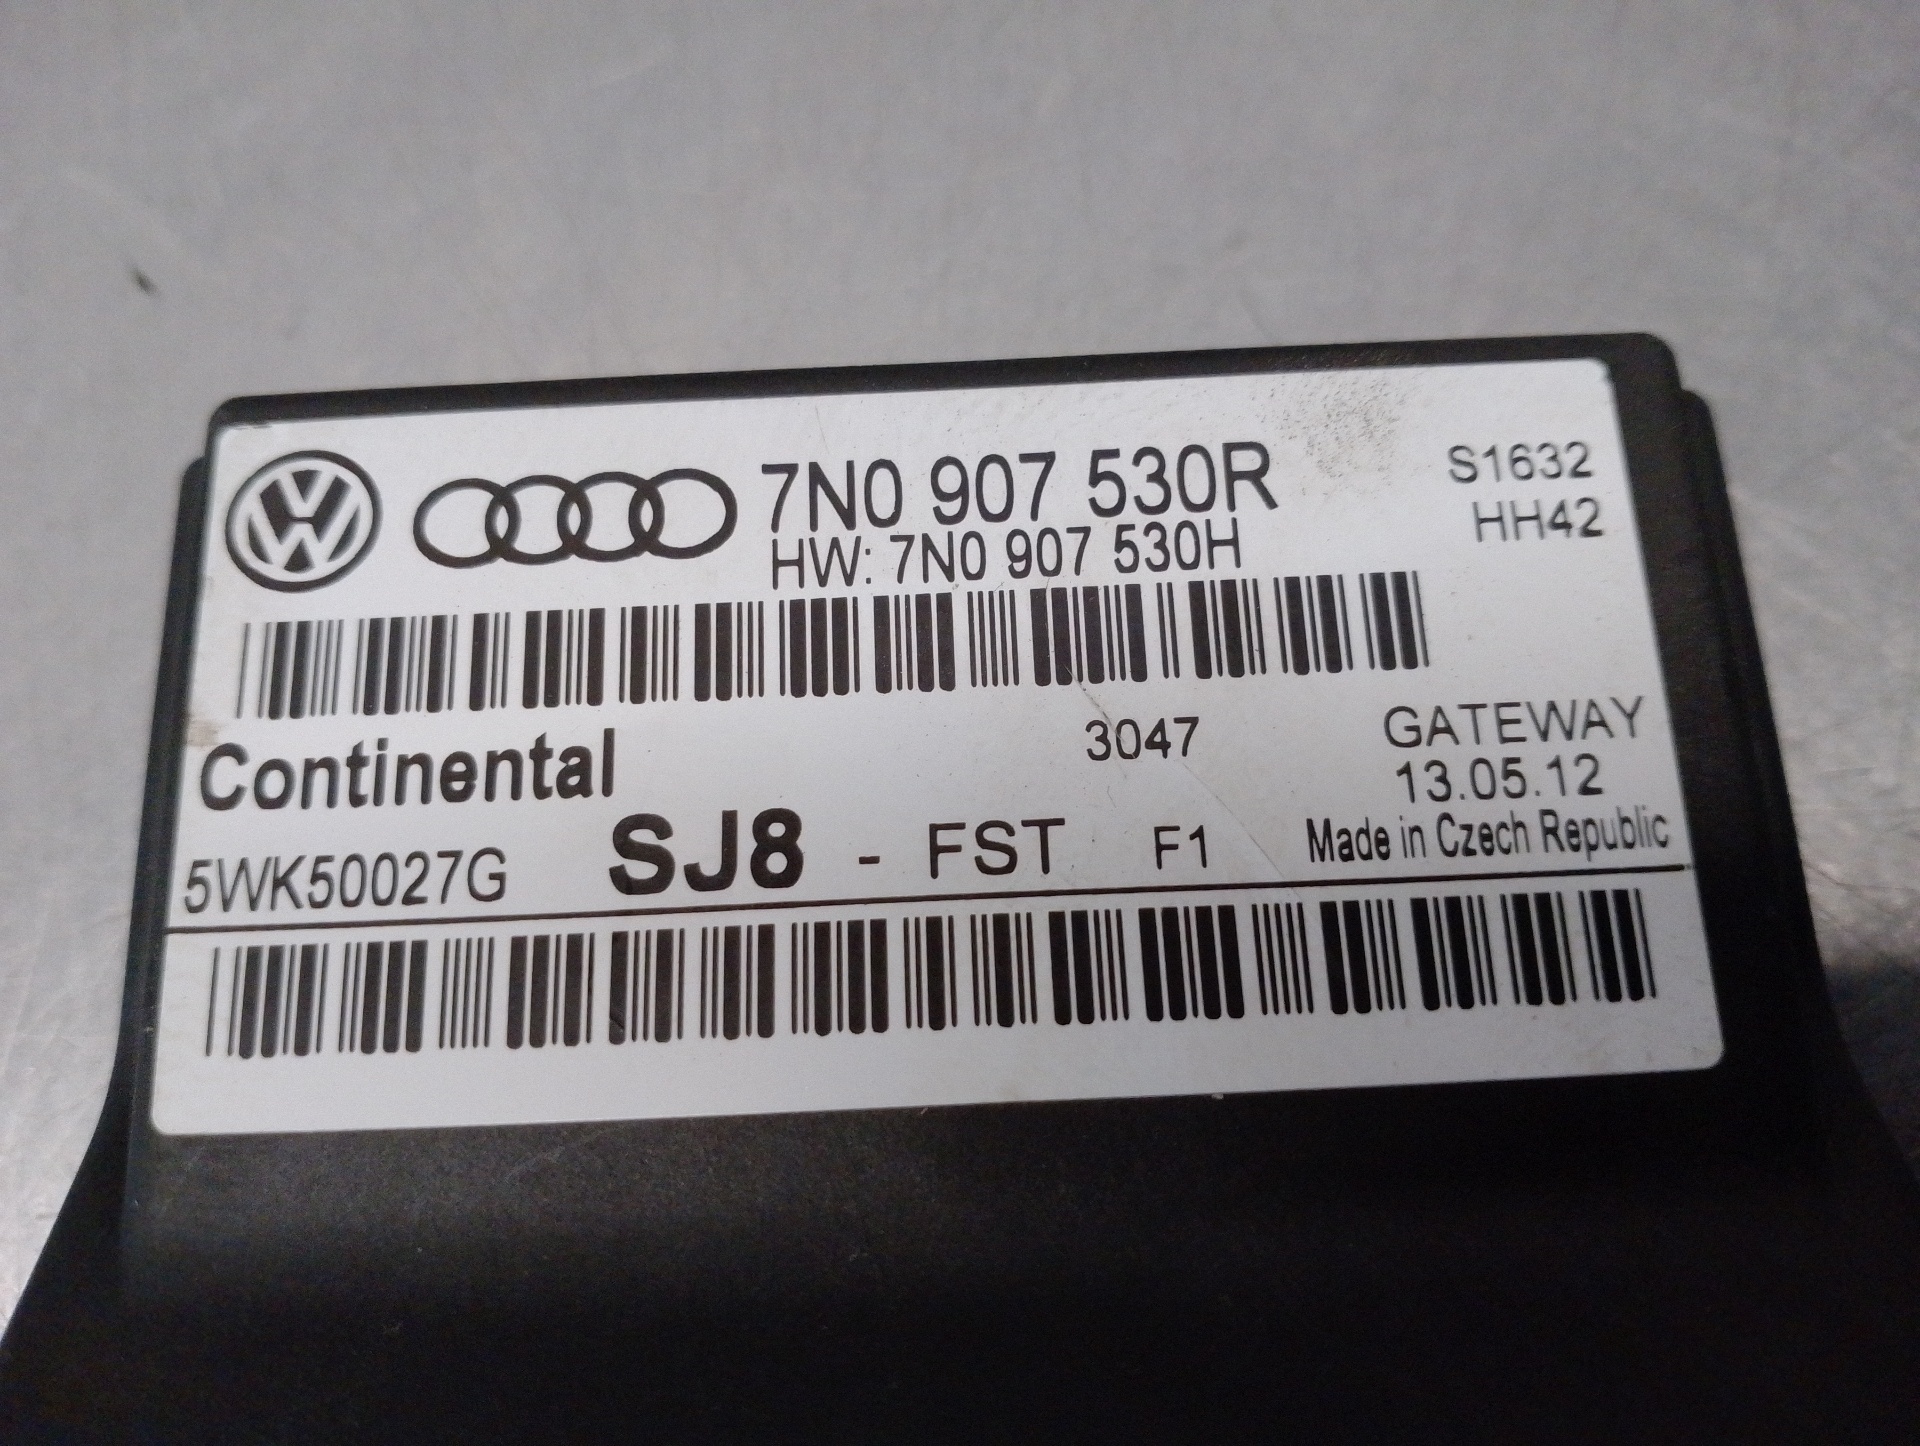 7N0 907 530R S1632
HW: 7N0 907 530H HH42
Continental 3047 GATEWAY
13.05.12
5WK50027G SJ8 - FST F1 Made in Czech Republic